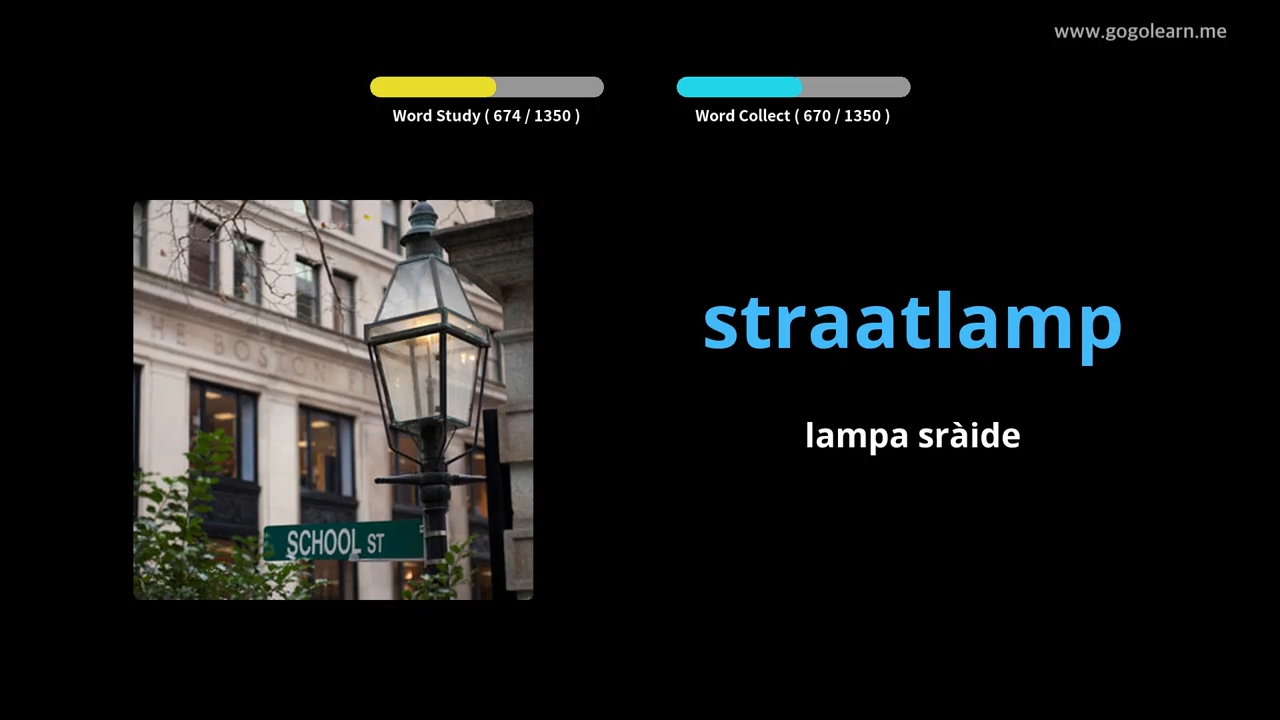 www.gogolearn.me
Word Study ( 674 / 1350 )
Word Collect ( 670 / 1350 )
HE BOSTON
SCHOOL ST
straatlamp
lampa sràide